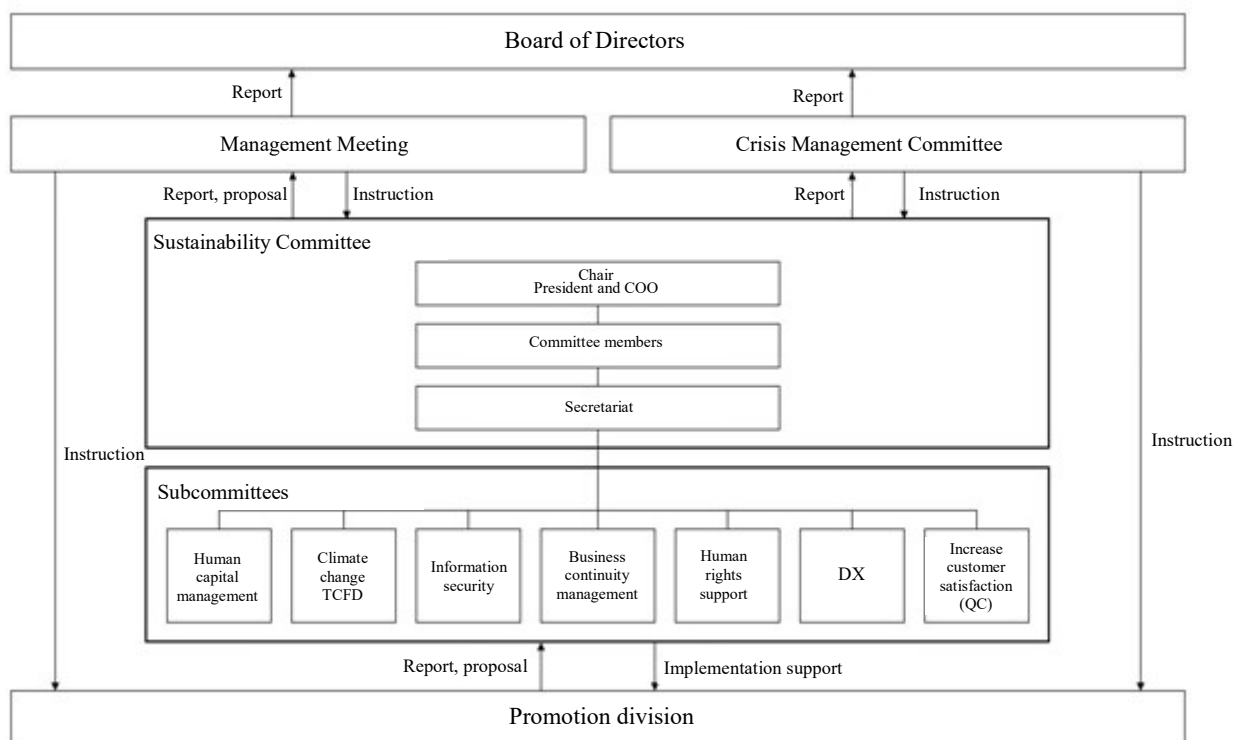 Board of Directors
Report
Report
Management Meeting
Crisis Management Committee
Report, proposal
Instruction
Report
Instruction
Sustainability Committee
Chair
President and COO
Committee members
Secretariat
Instruction
Instruction
Subcommittees
Human
capital
management
Climate
change
TCFD
Information
security
Business
continuity
management
Human
rights
support
DX
Increase
customer
satisfaction
(QC)
Report, proposal
Implementation support
Promotion division